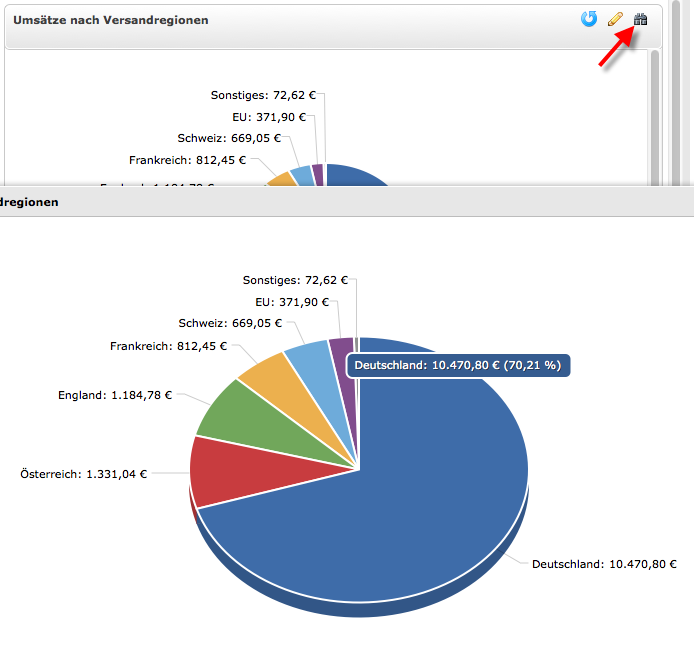 Umsätze nach Versandregionen
Sonstiges: 72,62 €
EU: 371,90 €
Schweiz: 669,05 €
Frankreich: 812,45 €
dregionen
Sonstiges: 72,62 €
EU: 371,90 €
Schweiz: 669,05 €
Frankreich: 812,45 €
Deutschland: 10.470,80 € (70,21 %)
England: 1.184,78 €
Österreich: 1.331,04 €
Deutschland: 10.470,80 €